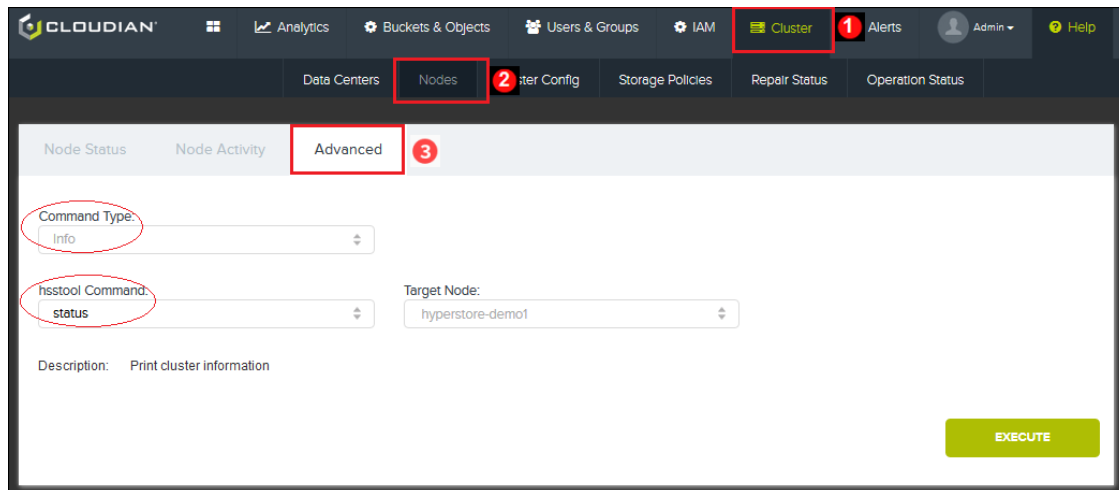 CLOUDIAN Analytics Buckets & Objects Users & Groups IAM Cluster 1 Alerts Admin Help
Data Centers Nodes 2 ster Config Storage Policies Repair Status Operation Status
Node Status Node Activity Advanced 3
Command Type:
Info
hsstool Command: Target Node:
status hyperstore-demo1
Description: Print cluster information
EXECUTE